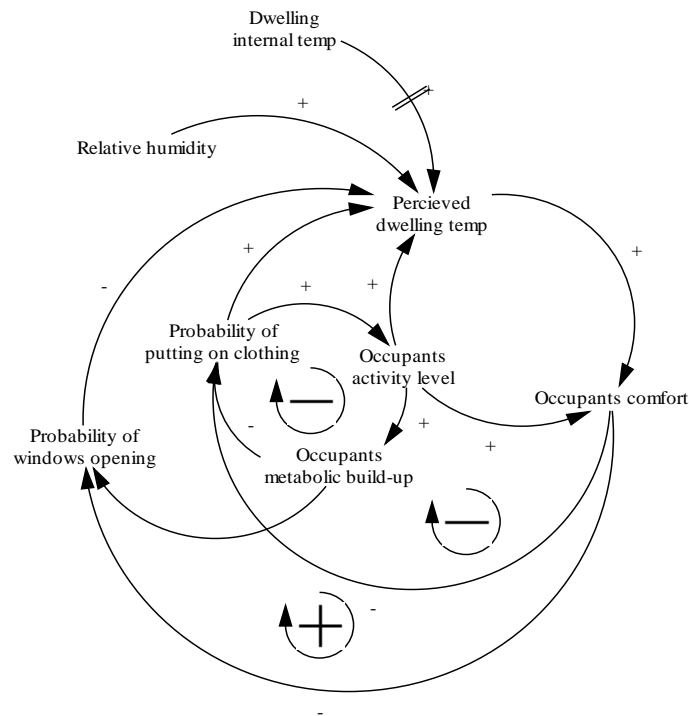 Dwelling
internal temp
+
+
Relative humidity
Percieved
dwelling temp
+
+
-
+
+
Probability of
putting on clothing
Occupants
activity level
Occupants comfort
-
+
+
Probability of
windows opening
Occupants
metabolic build-up
-
-